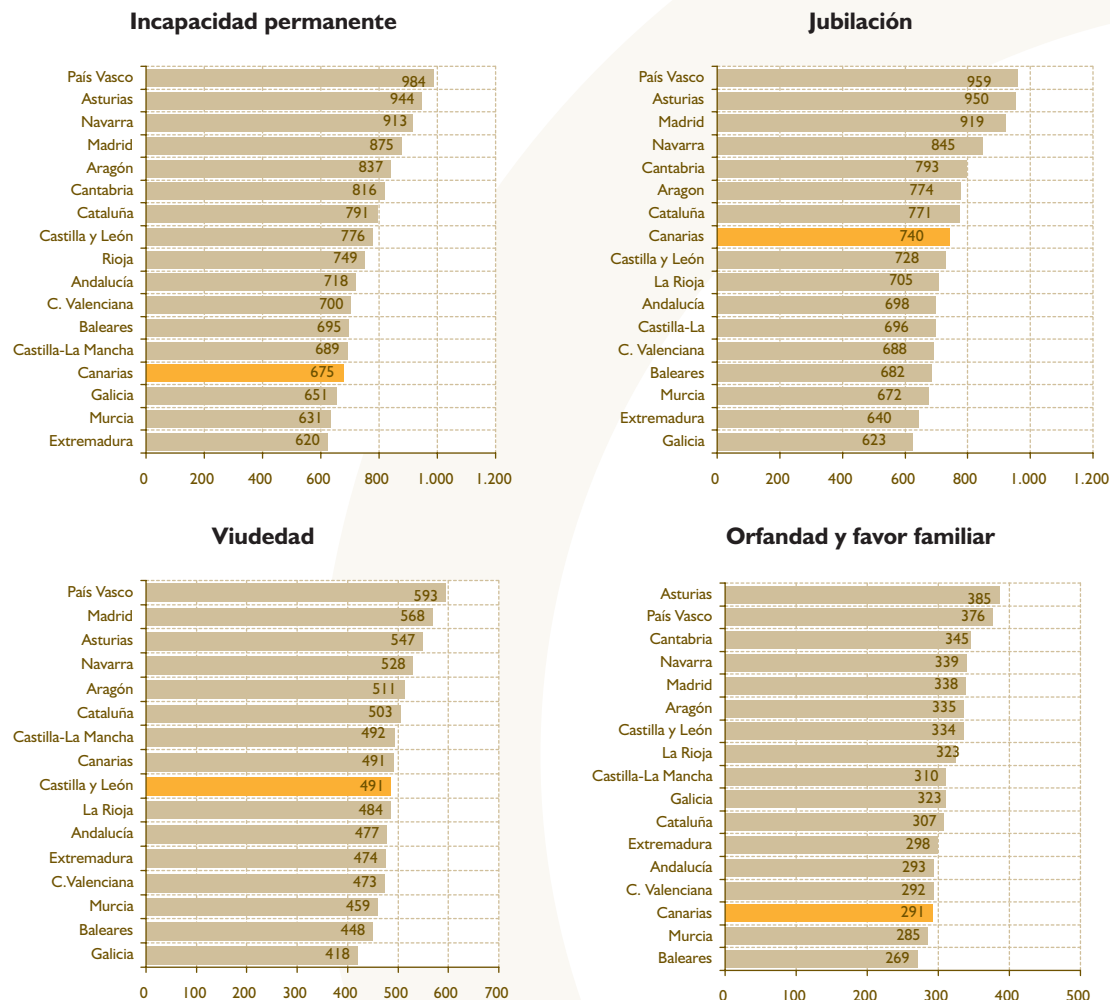 Incapacidad permanente
País Vasco 984
Asturias 944
Navarra 913
Madrid 875
Aragón 837
Cantabria 816
Cataluña 791
Castilla y León 776
Rioja 749
Andalucía 718
C. Valenciana 700
Baleares 695
Castilla-La Mancha 689
Canarias 675
Galicia 651
Murcia 631
Extremadura 620
0 200 400 600 800 1.000 1.200
Jubilación
País Vasco 959
Asturias 950
Madrid 919
Navarra 845
Cantabria 793
Aragon 774
Cataluña 771
Canarias 740
Castilla y León 728
La Rioja 705
Andalucía 698
Castilla-La 696
C. Valenciana 688
Baleares 682
Murcia 672
Extremadura 640
Galicia 623
0 200 400 600 800 1.000 1.200
Viudedad
País Vasco 593
Madrid 568
Asturias 547
Navarra 528
Aragón 511
Cataluña 503
Castilla-La Mancha 492
Canarias 491
Castilla y León 491
La Rioja 484
Andalucía 477
Extremadura 474
C.Valenciana 473
Murcia 459
Baleares 448
Galicia 418
0 100 200 300 400 500 600 700
Orfandad y favor familiar
Asturias 385
País Vasco 376
Cantabria 345
Navarra 339
Madrid 338
Aragón 335
Castilla y León 334
La Rioja 323
Castilla-La Mancha 310
Galicia 323
Cataluña 307
Extremadura 298
Andalucía 293
C. Valenciana 292
Canarias 291
Murcia 285
Baleares 269
0 100 200 300 400 500